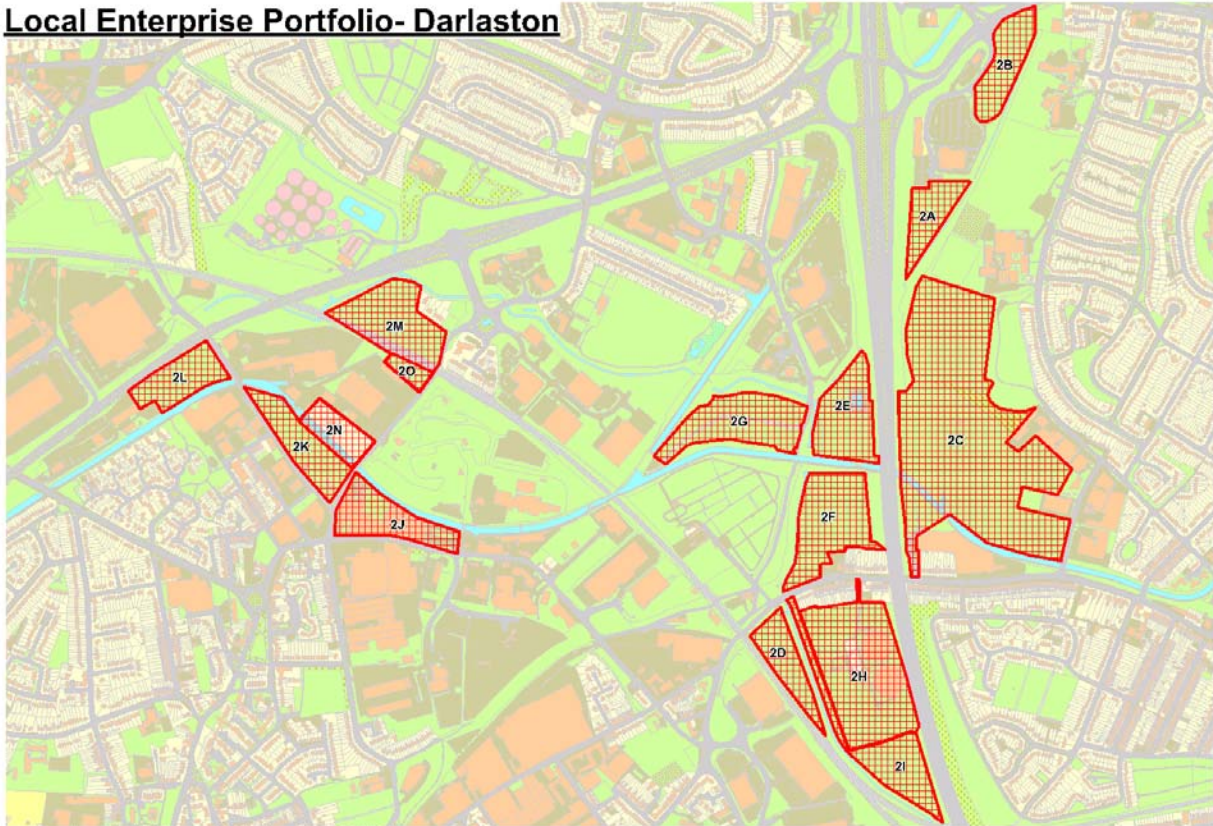 Local Enterprise Portfolio- Darlaston
2B
2A
2M
2L
2O
2E
2G
2N
2K
2C
2F
2J
2D
2H
2I